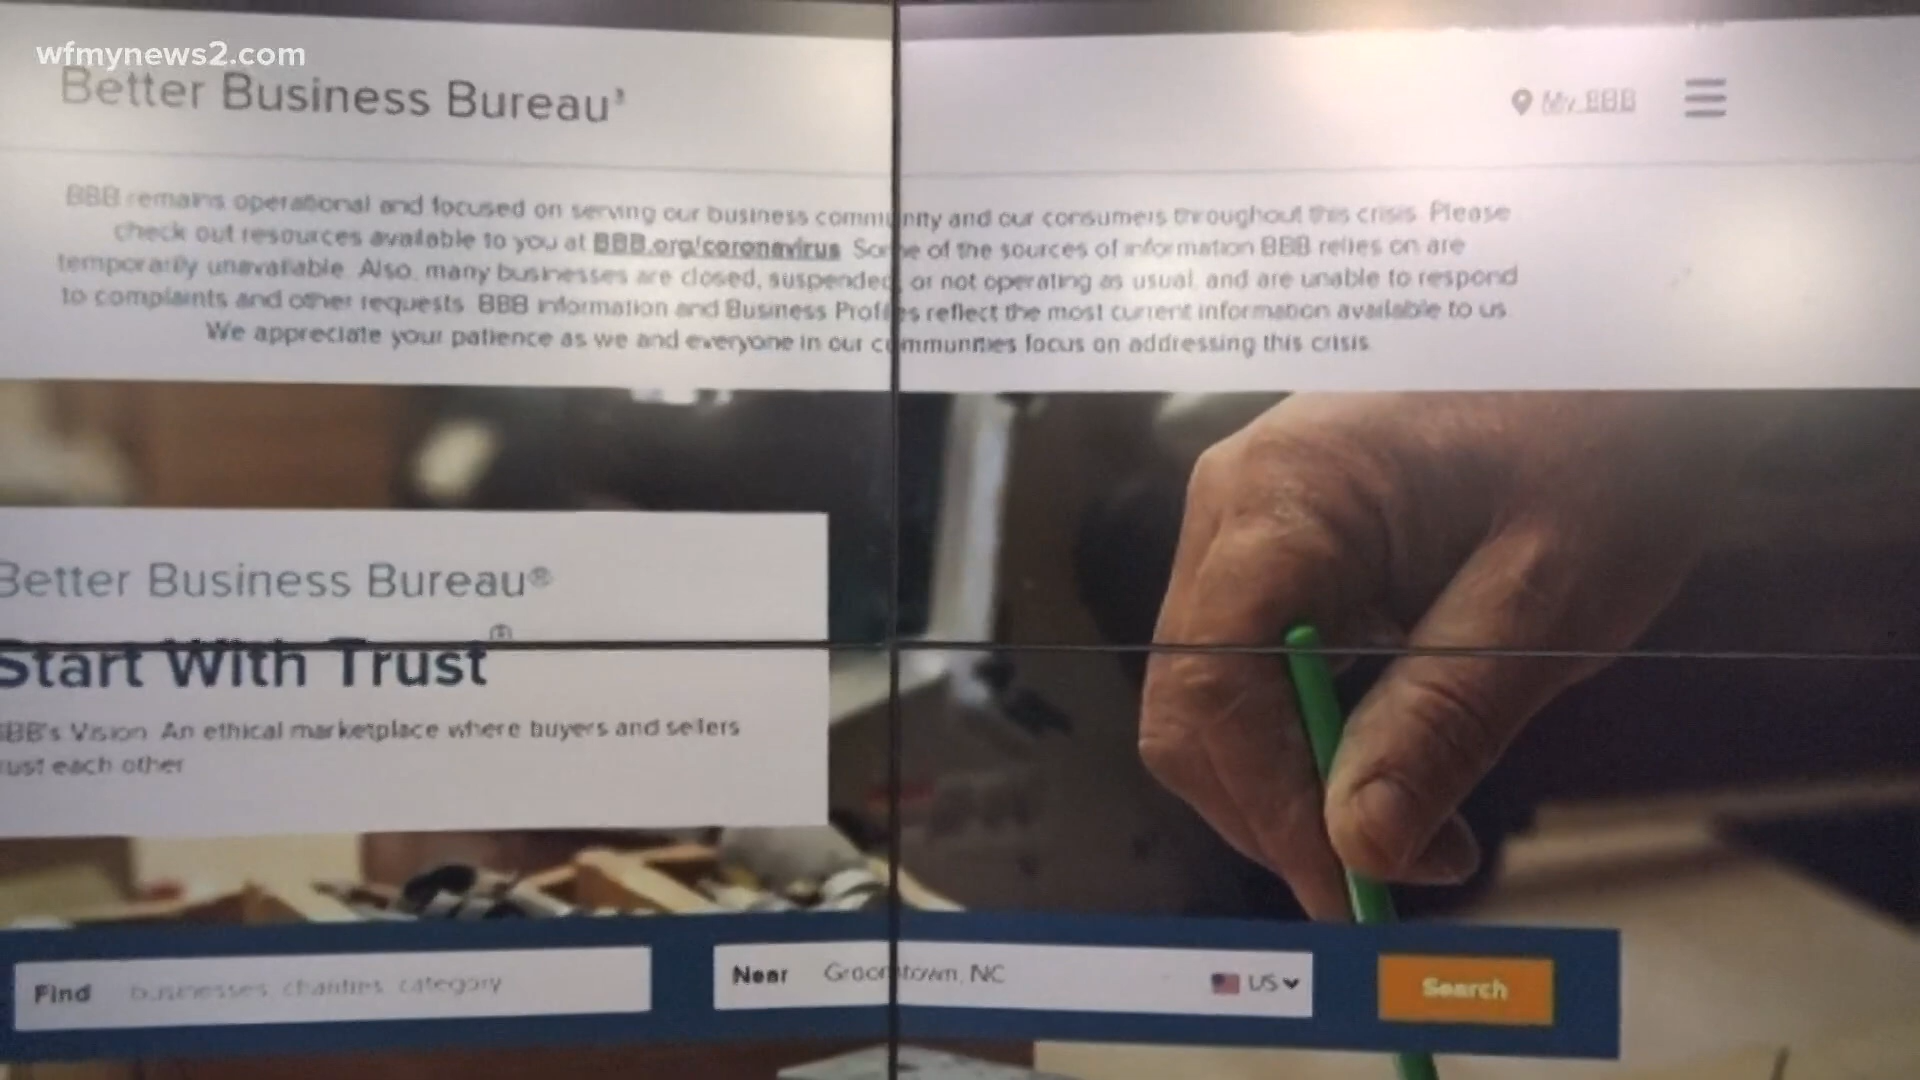 wfmynews2.com
Better Business Bureau®
My BBB
BBB remains operational and focused on serving our business community and our consumers throughout this crisis. Please
check out resources available to you at BBB.org/coronavirus. Some of the sources of information BBB relies on are
temporarily unavailable. Also, many businesses are closed, suspended, or not operating as usual, and are unable to respond
to complaints and other requests. BBB Information and Business Profiles reflect the most current information available to us.
We appreciate your patience as we and everyone in our communities focus on addressing this crisis.
Better Business Bureau®
Start With Trust®
BBB's Vision: An ethical marketplace where buyers and sellers
trust each other
Find businesses, charities, category
Near Groomtown, NC US
Search